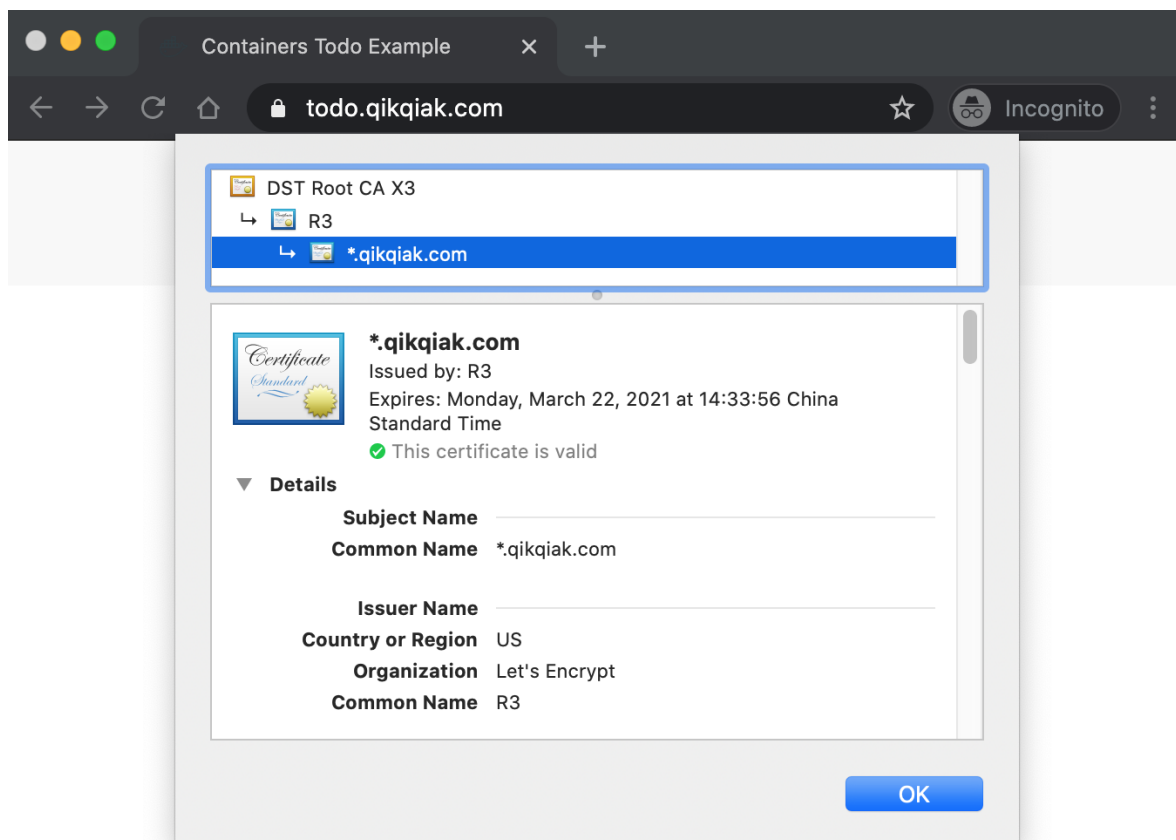 Containers Todo Example
todo.qikqiak.com
Incognito
DST Root CA X3
R3
*.qikqiak.com
Certificate
Standard
*.qikqiak.com
Issued by: R3
Expires: Monday, March 22, 2021 at 14:33:56 China
Standard Time
This certificate is valid
Details
Subject Name
Common Name *.qikqiak.com
Issuer Name
Country or Region US
Organization Let's Encrypt
Common Name R3
OK